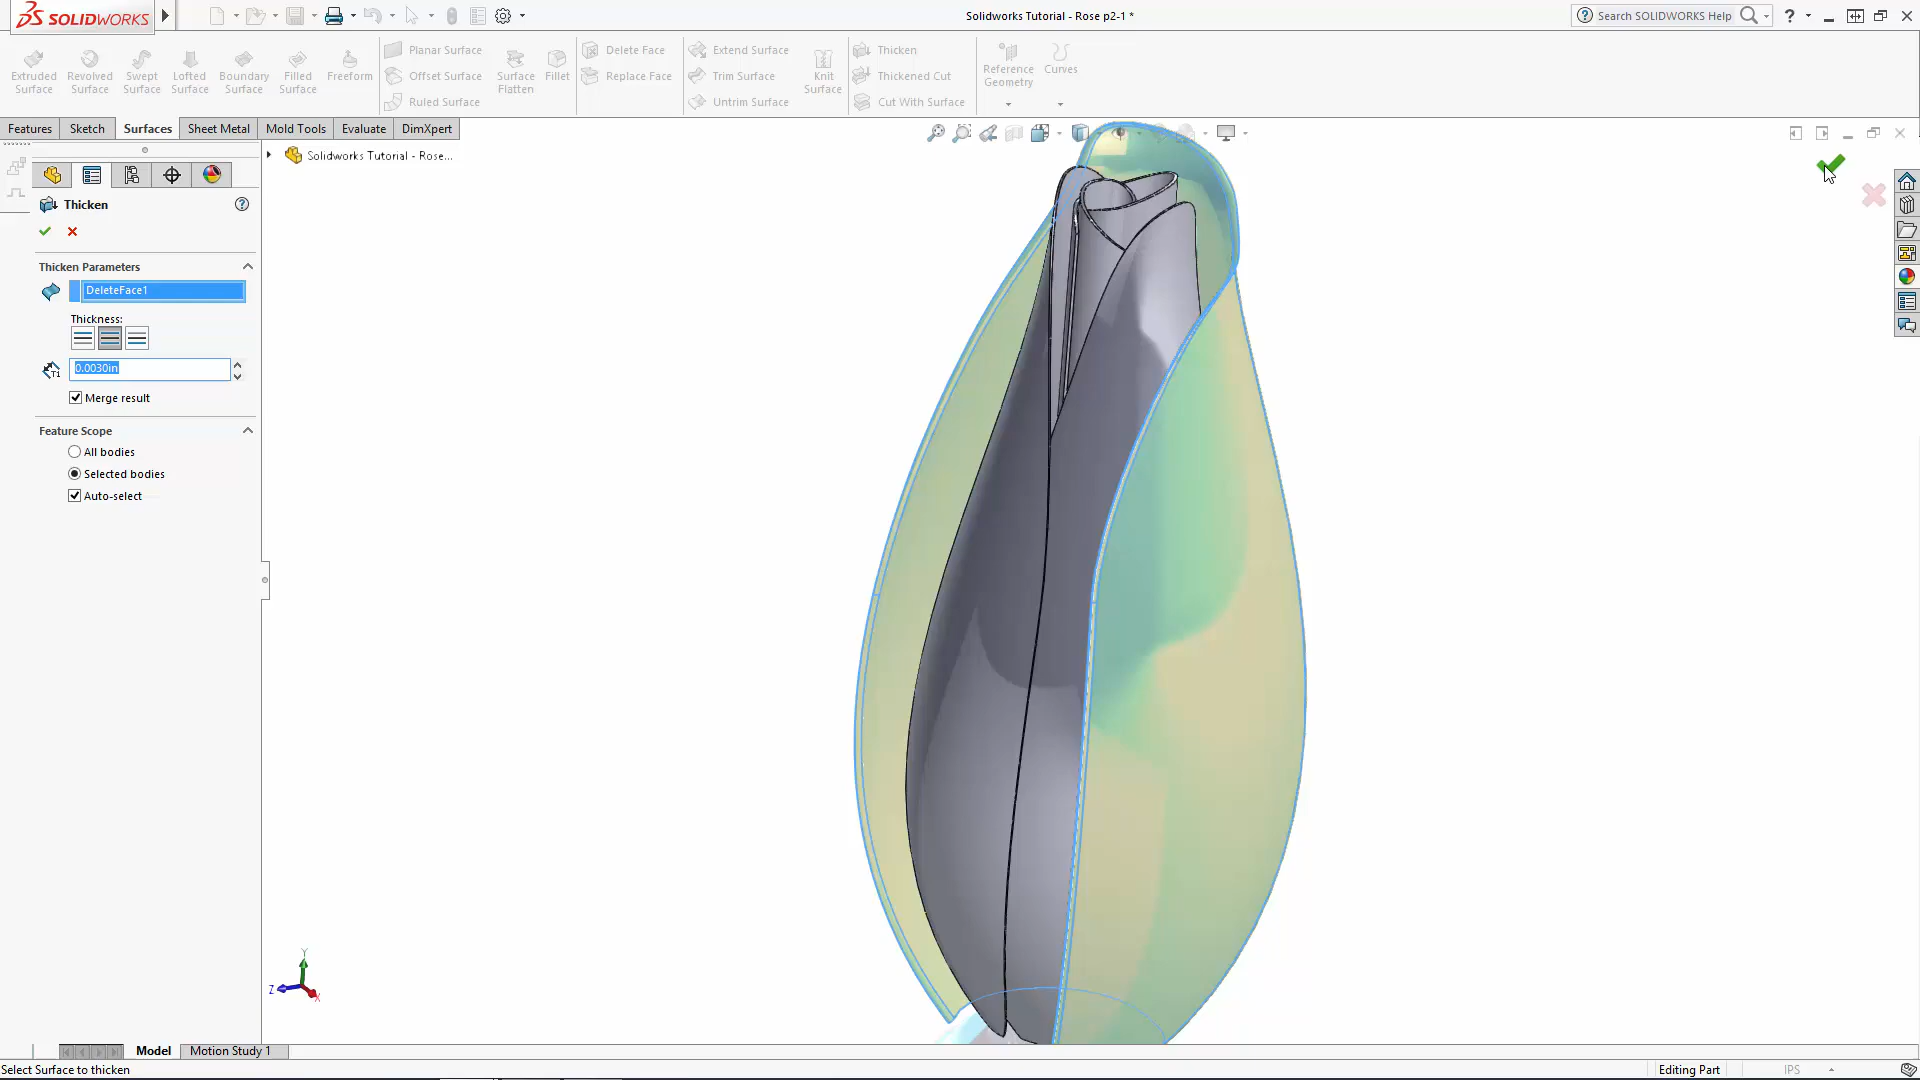 SOLIDWORKS
Solidworks Tutorial - Rose p2-1 *
Search SOLIDWORKS Help
Extruded Surface
Revolved Surface
Swept Surface
Lofted Surface
Boundary Surface
Filled Surface
Freeform
Planar Surface
Offset Surface
Ruled Surface
Surface Flatten
Fillet
Delete Face
Replace Face
Extend Surface
Trim Surface
Untrim Surface
Knit Surface
Thicken
Thickened Cut
Cut With Surface
Reference Geometry
Curves
Features
Sketch
Surfaces
Sheet Metal
Mold Tools
Evaluate
DimXpert
Solidworks Tutorial - Rose...
Thicken
Thicken Parameters
DeleteFace1
Thickness:
T1
0.0030in
Merge result
Feature Scope
All bodies
Selected bodies
Auto-select
Y
Z
X
Model
Motion Study 1
Select Surface to thicken
Editing Part
IPS